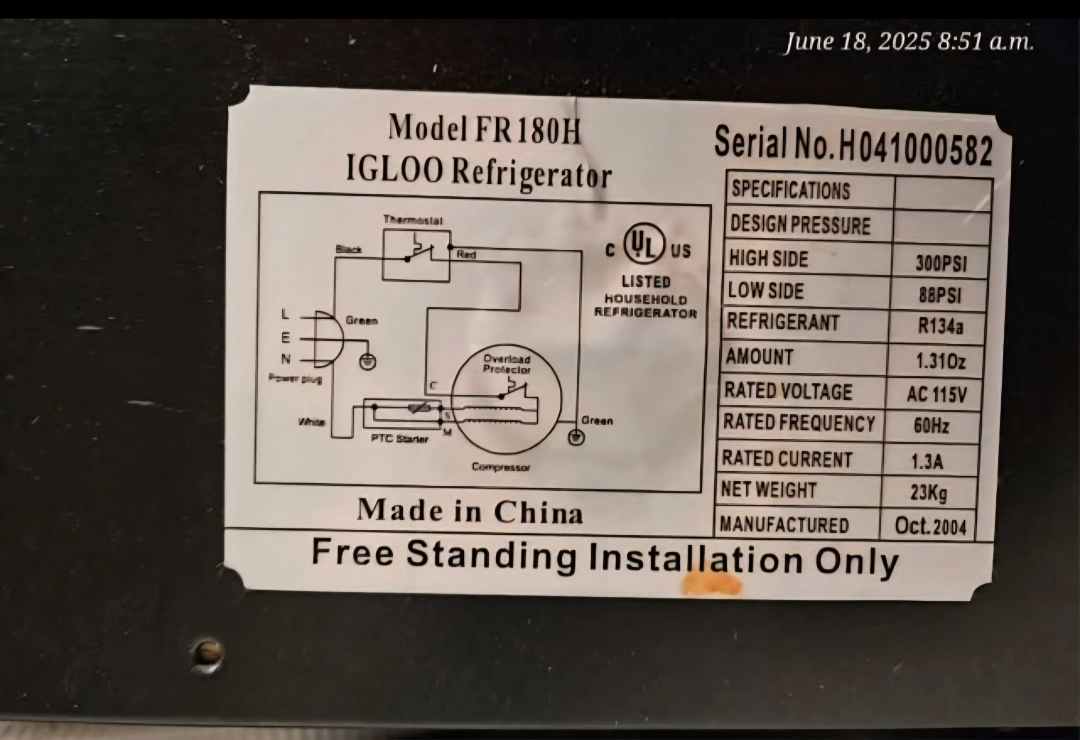 June 18, 2025 8:51 a.m.
Model FR180H
IGLOO Refrigerator
Thermostat
Black
Red
L
E
N
Green
Power plug
White
Overload
Protector
C
S
M
PTC Starter
Compressor
Green
C UL US
LISTED
HOUSEHOLD
REFRIGERATOR
Made in China
Serial No. H041000582
SPECIFICATIONS
DESIGN PRESSURE
HIGH SIDE 300PSI
LOW SIDE 88PSI
REFRIGERANT R134a
AMOUNT 1.31Oz
RATED VOLTAGE AC 115V
RATED FREQUENCY 60Hz
RATED CURRENT 1.3A
NET WEIGHT 23Kg
MANUFACTURED Oct.2004
Free Standing Installation Only